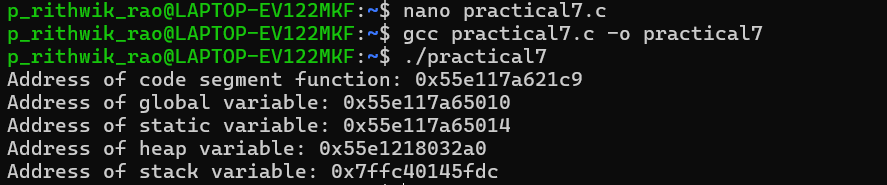 p_rithwik_rao@LAPTOP-EV122MKF:~$ nano practical7.c
p_rithwik_rao@LAPTOP-EV122MKF:~$ gcc practical7.c -o practical7
p_rithwik_rao@LAPTOP-EV122MKF:~$ ./practical7
Address of code segment function: 0x55e117a621c9
Address of global variable: 0x55e117a65010
Address of static variable: 0x55e117a65014
Address of heap variable: 0x55e1218032a0
Address of stack variable: 0x7ffc40145fdc